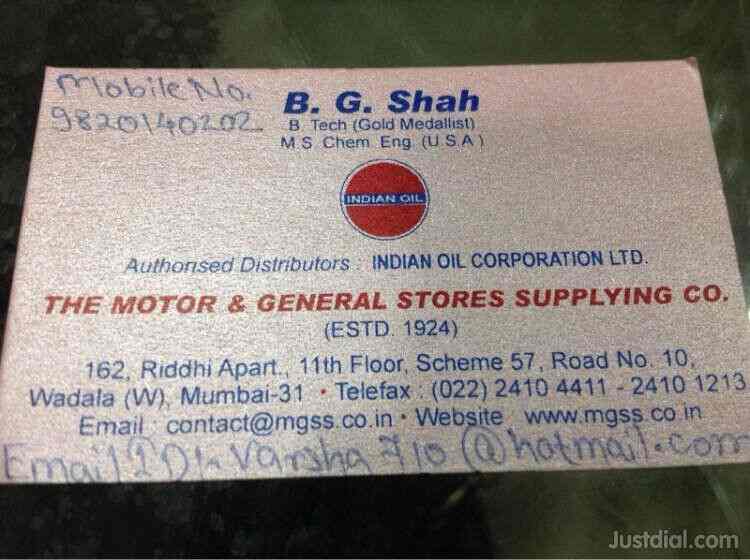 Mobile No.
9820140202
B. G. Shah
B. Tech (Gold Medallist)
M.S. Chem. Eng. (U.S.A.)
INDIAN OIL
Authorised Distributors : INDIAN OIL CORPORATION LTD.
THE MOTOR & GENERAL STORES SUPPLYING CO.
(ESTD. 1924)
162, Riddhi Apart., 11th Floor, Scheme 57, Road No. 10,
Wadala (W), Mumbai-31 • Telefax : (022) 2410 4411 - 2410 1213
Email : contact@mgss.co.in • Website : www.mgss.co.in
Email ID:- Varsha710@hotmail.com
Justdial.com